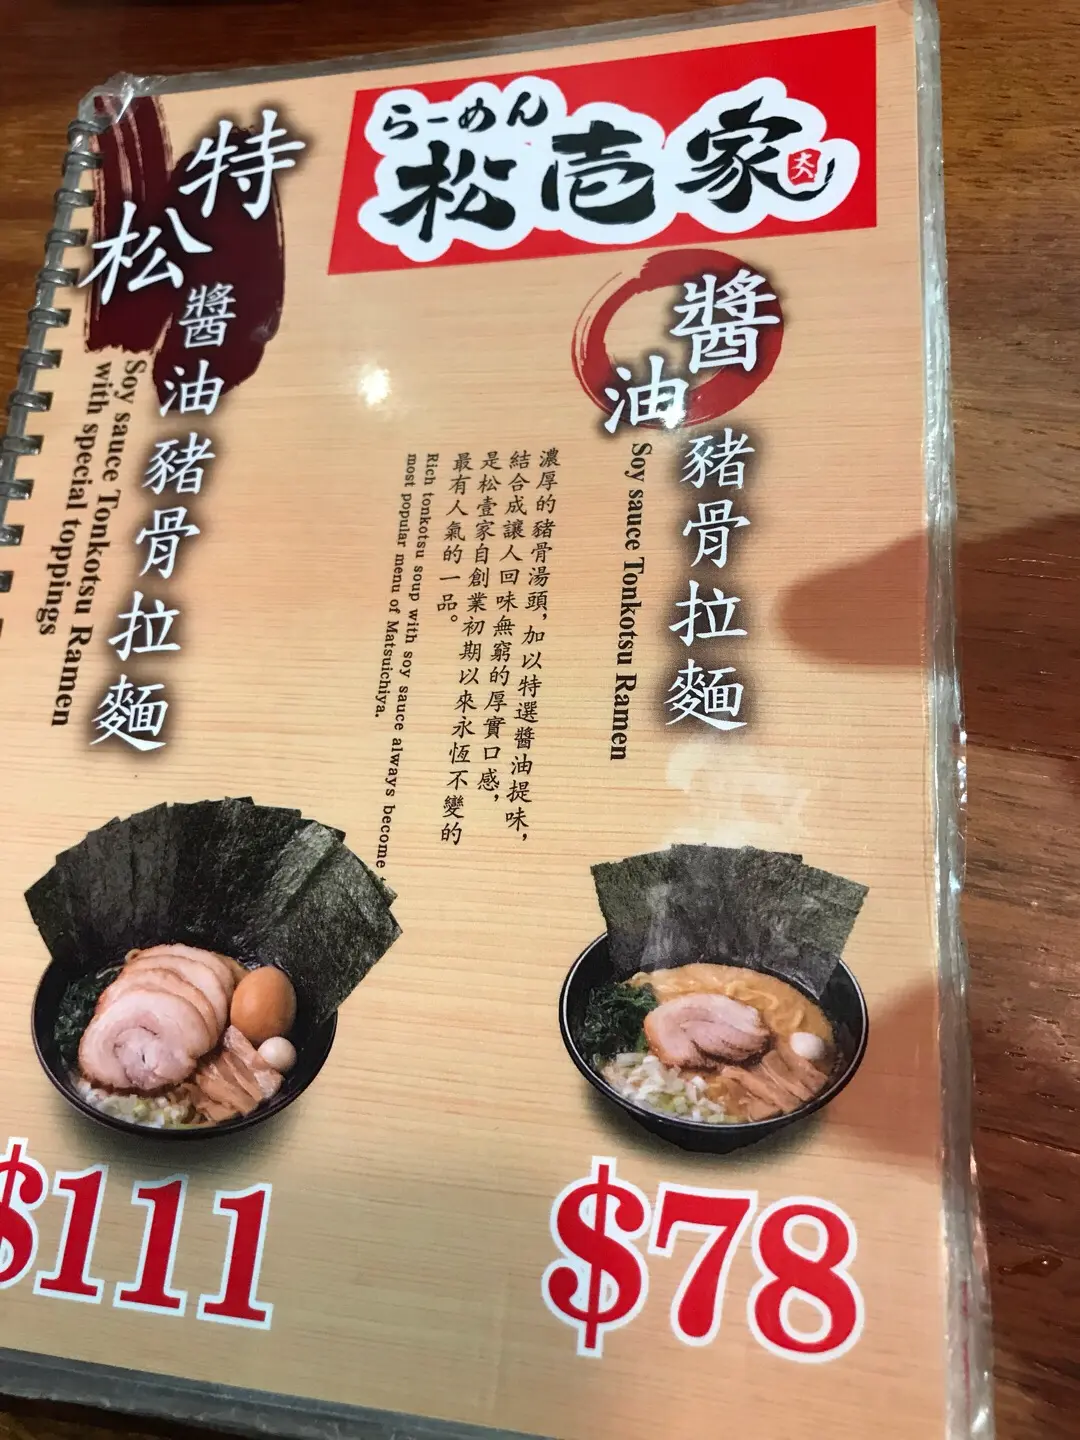 らーめん
松壱家
特松醬油豬骨拉麵
Soy sauce Tonkotsu Ramen
with special toppings
醬油豬骨拉麵
Soy sauce Tonkotsu Ramen
濃厚的豬骨湯頭，加以特選醬油提味，
結合成讓人回味無窮的厚實口感，
是松壹家自創業初期以來永恆不變的
最有人氣的一品。
Rich tonkotsu soup with soy sauce always become
most popular menu of Matsuichiya.
$111
$78